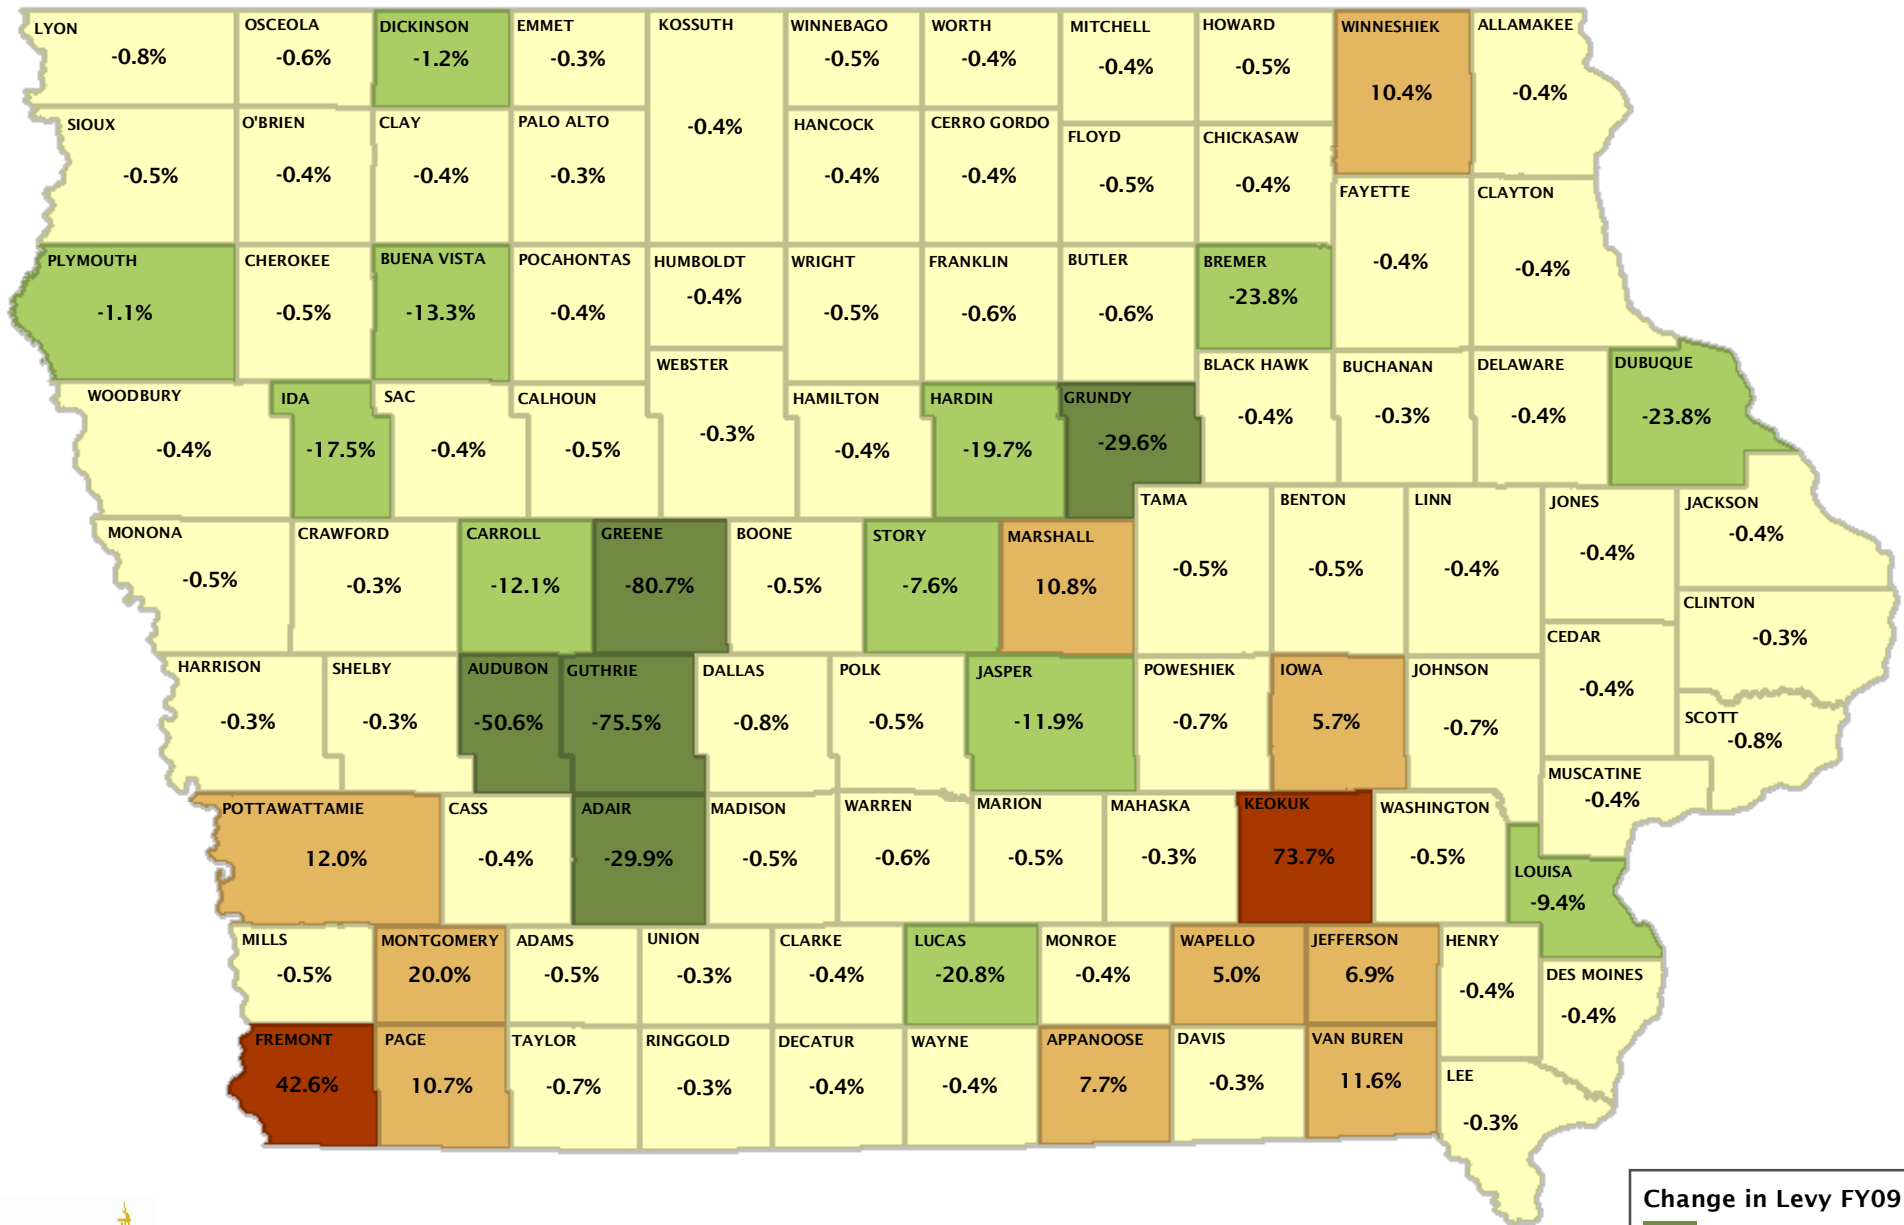 LYON
-0.8%
OSCEOLA
-0.6%
DICKINSON
-1.2%
EMMET
-0.3%
KOSSUTH
-0.4%
WINNEBAGO
-0.5%
WORTH
-0.4%
MITCHELL
-0.4%
HOWARD
-0.5%
WINNESHIEK
10.4%
ALLAMAKEE
-0.4%
SIOUX
-0.5%
O'BRIEN
-0.4%
CLAY
-0.4%
PALO ALTO
-0.3%
HANCOCK
-0.4%
CERRO GORDO
-0.4%
FLOYD
-0.5%
CHICKASAW
-0.4%
FAYETTE
-0.4%
CLAYTON
-0.4%
PLYMOUTH
-1.1%
CHEROKEE
-0.5%
BUENA VISTA
-13.3%
POCAHONTAS
-0.4%
HUMBOLDT
-0.4%
WRIGHT
-0.5%
FRANKLIN
-0.6%
BUTLER
-0.6%
BREMER
-23.8%
WOODBURY
-0.4%
IDA
-17.5%
SAC
-0.4%
CALHOUN
-0.5%
WEBSTER
-0.3%
HAMILTON
-0.4%
HARDIN
-19.7%
GRUNDY
-29.6%
BLACK HAWK
-0.4%
BUCHANAN
-0.3%
DELAWARE
-0.4%
DUBUQUE
-23.8%
MONONA
-0.5%
CRAWFORD
-0.3%
CARROLL
-12.1%
GREENE
-80.7%
BOONE
-0.5%
STORY
-7.6%
MARSHALL
10.8%
TAMA
-0.5%
BENTON
-0.5%
LINN
-0.4%
JONES
-0.4%
JACKSON
-0.4%
CLINTON
-0.3%
CEDAR
-0.4%
HARRISON
-0.3%
SHELBY
-0.3%
AUDUBON
-50.6%
GUTHRIE
-75.5%
DALLAS
-0.8%
POLK
-0.5%
JASPER
-11.9%
POWESHIEK
-0.7%
IOWA
5.7%
JOHNSON
-0.7%
SCOTT
-0.8%
MUSCATINE
-0.4%
POTTAWATTAMIE
12.0%
CASS
-0.4%
ADAIR
-29.9%
MADISON
-0.5%
WARREN
-0.6%
MARION
-0.5%
MAHASKA
-0.3%
KEOKUK
73.7%
WASHINGTON
-0.5%
LOUISA
-9.4%
MILLS
-0.5%
MONTGOMERY
20.0%
ADAMS
-0.5%
UNION
-0.3%
CLARKE
-0.4%
LUCAS
-20.8%
MONROE
-0.4%
WAPELLO
5.0%
JEFFERSON
6.9%
HENRY
-0.4%
DES MOINES
-0.4%
FREMONT
42.6%
PAGE
10.7%
TAYLOR
-0.7%
RINGGOLD
-0.3%
DECATUR
-0.4%
WAYNE
-0.4%
APPANOOSE
7.7%
DAVIS
-0.3%
VAN BUREN
11.6%
LEE
-0.3%
Change in Levy FY09